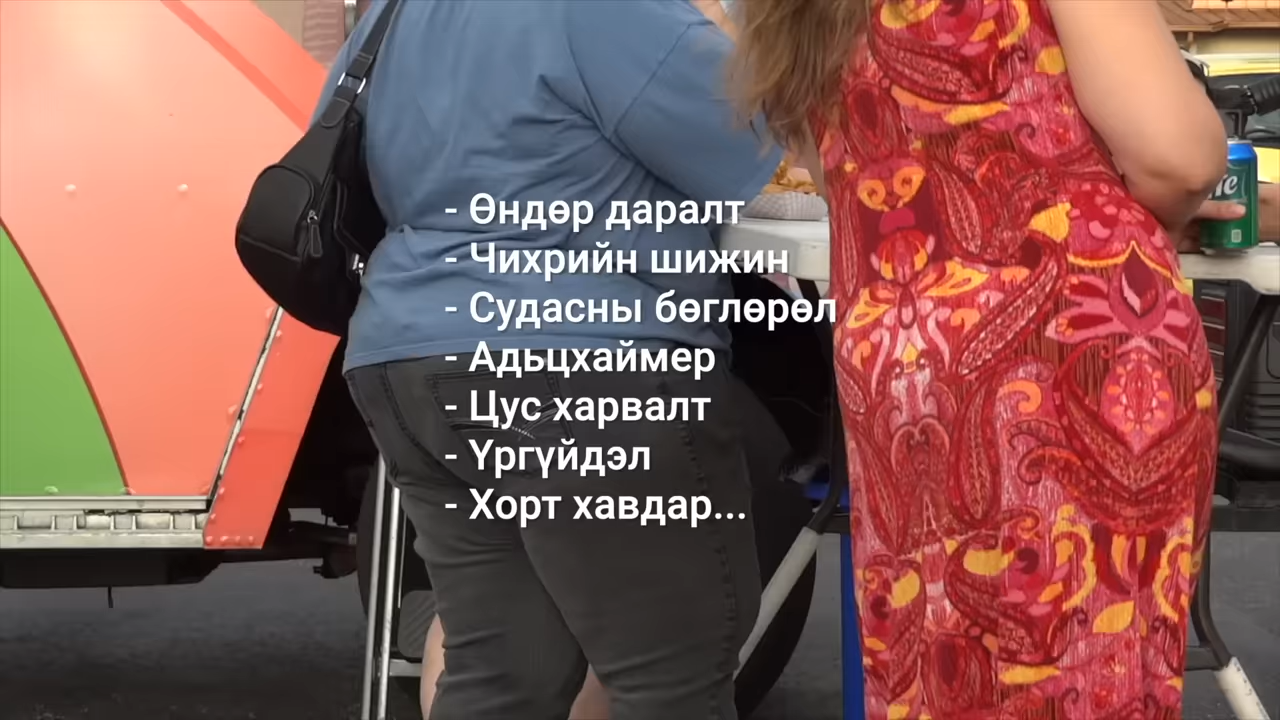 - Өндөр даралт
- Чихрийн шижин
- Судасны бөглөрөл
- Адьцхаймер
- Цус харвалт
- Үргүйдэл
- Хорт хавдар...